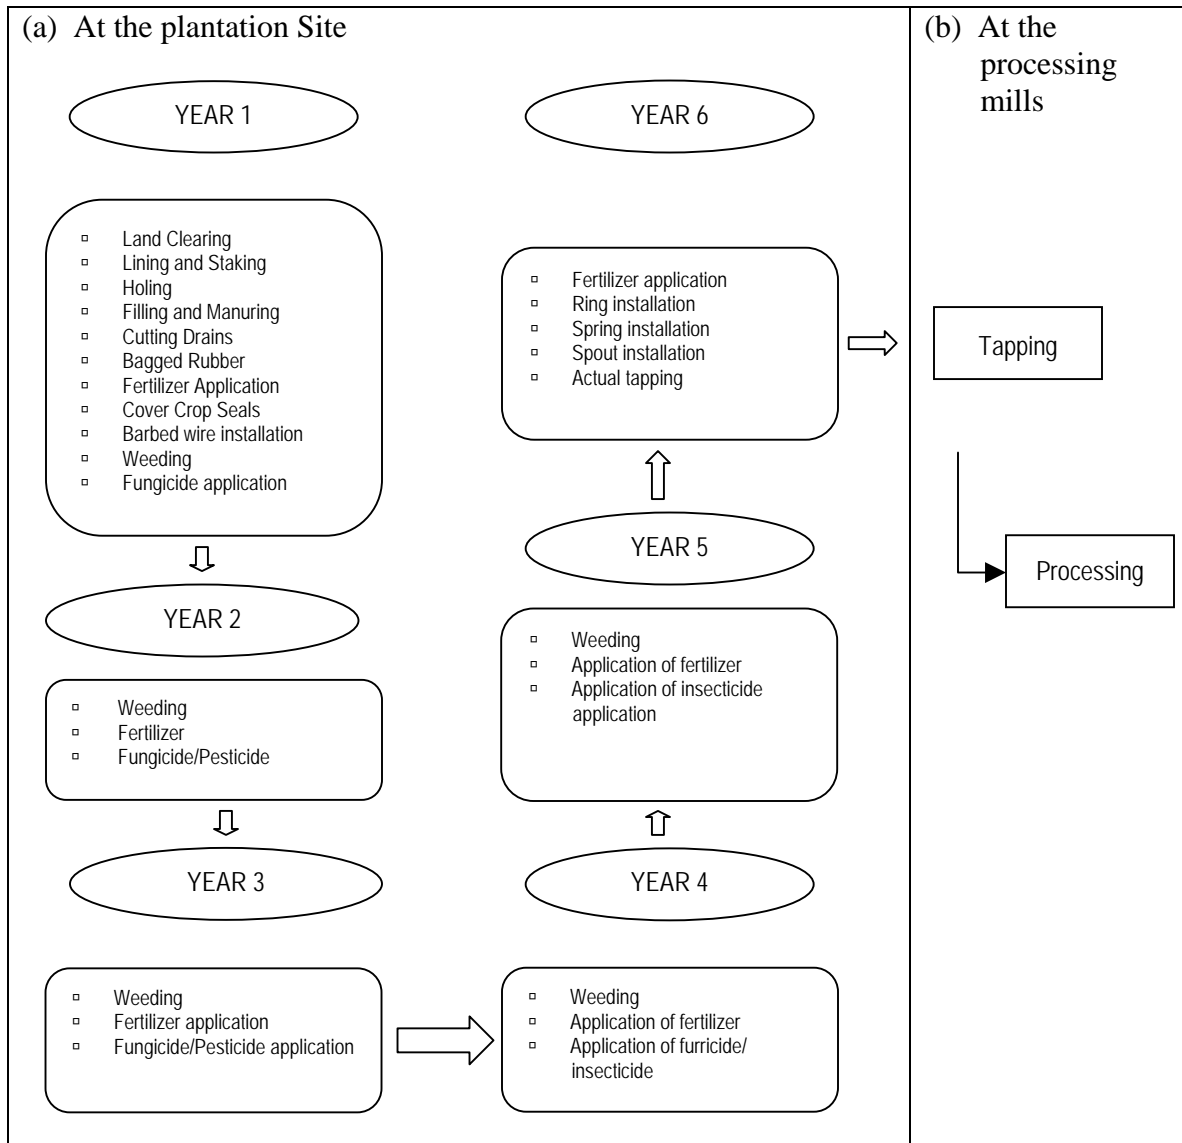 (a) At the plantation Site
YEAR 1
Land Clearing
Lining and Staking
Holing
Filling and Manuring
Cutting Drains
Bagged Rubber
Fertilizer Application
Cover Crop Seals
Barbed wire installation
Weeding
Fungicide application
YEAR 2
Weeding
Fertilizer
Fungicide/Pesticide
YEAR 3
Weeding
Fertilizer application
Fungicide/Pesticide application
YEAR 6
Fertilizer application
Ring installation
Spring installation
Spout installation
Actual tapping
YEAR 5
Weeding
Application of fertilizer
Application of insecticide
application
YEAR 4
Weeding
Application of fertilizer
Application of furricide/
insecticide
(b) At the
processing
mills
Tapping
Processing